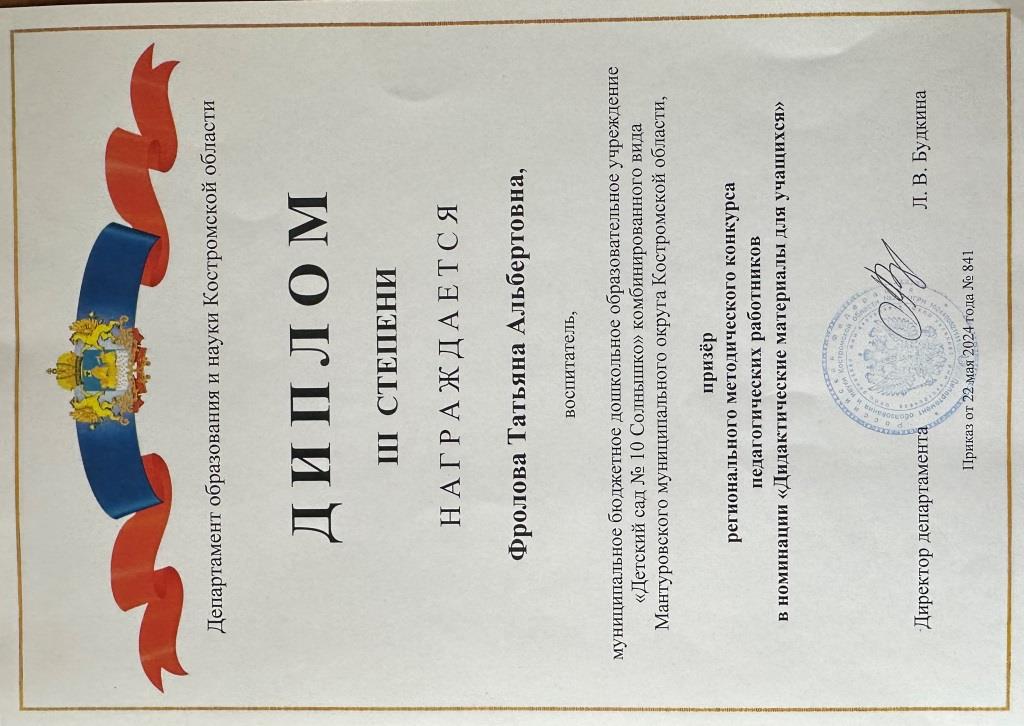 Департамент образования и науки Костромской области
ДИПЛОМ
III СТЕПЕНИ
НАГРАЖДАЕТСЯ
Фролова Татьяна Альбертовна,
воспитатель,
муниципальное бюджетное дошкольное образовательное учреждение
«Детский сад № 10 Солнышко» комбинированного вида
Мантуровского муниципального округа Костромской области,
призёр
регионального методического конкурса
педагогических работников
в номинации «Дидактические материалы для учащихся»
Директор департамента Л. В. Будкина
Приказ от 22 мая 2024 года № 841